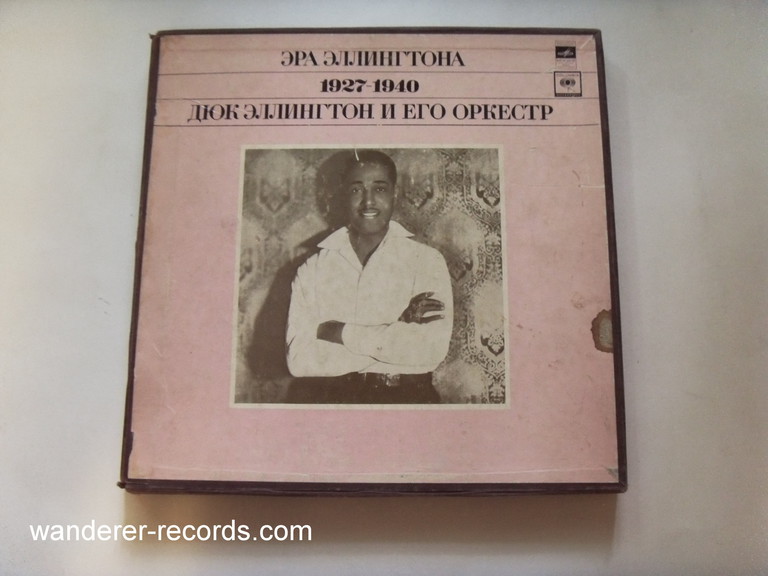 ЭРА ЭЛЛИНГТОНА
1927-1940
ДЮК ЭЛЛИНГТОН И ЕГО ОРКЕСТР
wanderer-records.com